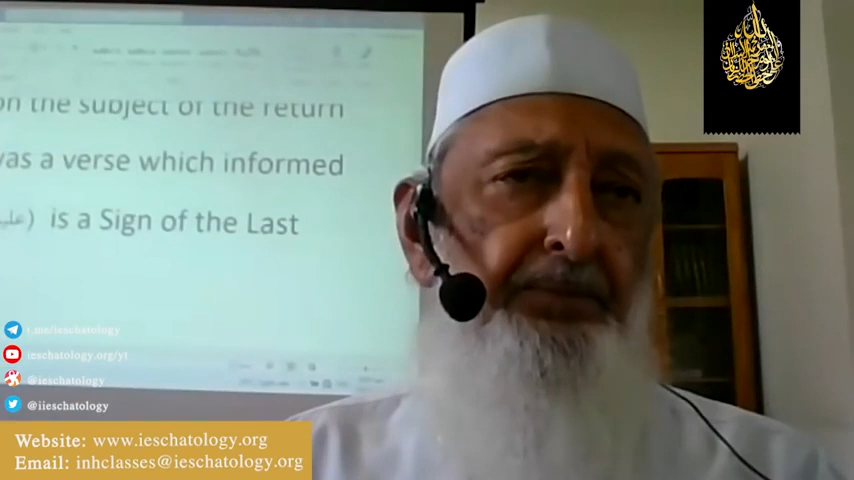 on the subject of the return
was a verse which informed
is a Sign of the Last
t.me/ieschatology
ieschatology.org/yt
@ieschatology
@iieschatology
Website: www.ieschatology.org
Email: inhclasses@ieschatology.org